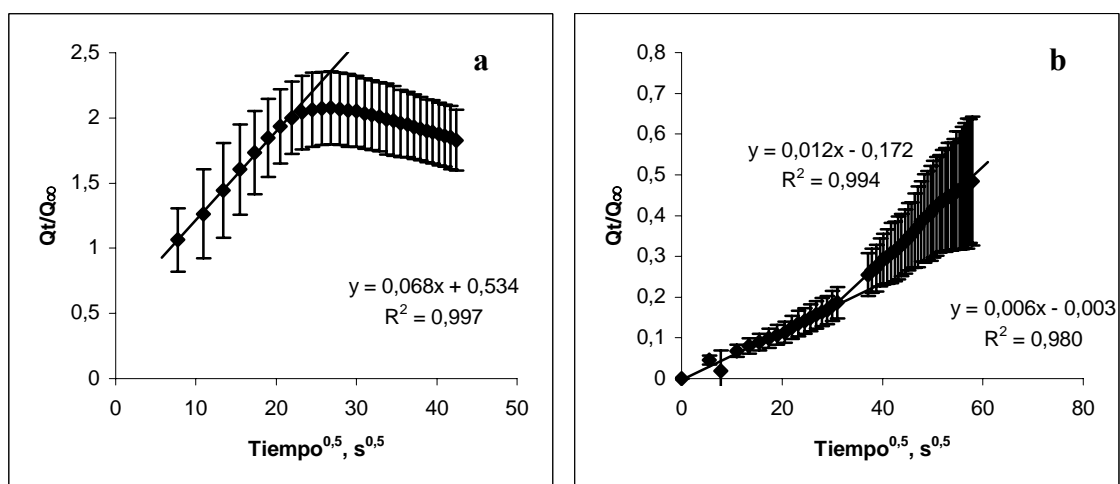 a
2,5
2
1,5
1
0,5
0
Qt/Q∞
y = 0,068x + 0,534
R² = 0,997
0 10 20 30 40 50
Tiempo^0,5, s^0,5
b
0,8
0,7
0,6
0,5
0,4
0,3
0,2
0,1
0
Qt/Q∞
y = 0,012x - 0,172
R² = 0,994
y = 0,006x - 0,003
R² = 0,980
0 20 40 60 80
Tiempo^0,5, s^0,5